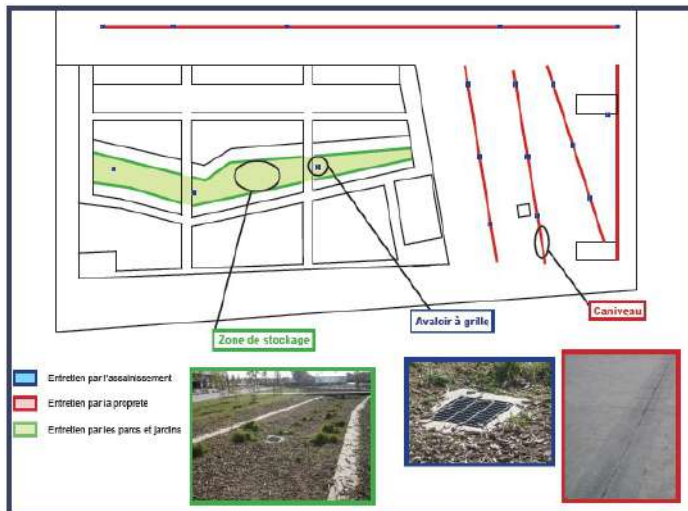 Avaloir à grille
Caniveau
Zone de stockage
Entretien par l'assainissement
Entretien par la propreté
Entretien par les parcs et jardins